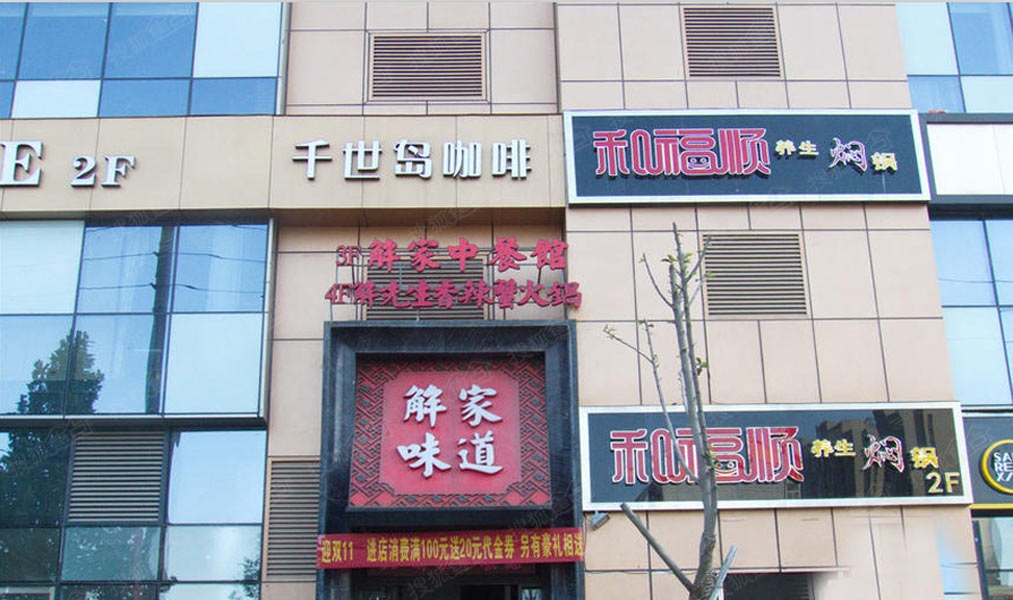 E 2F
千世岛咖啡
和福顺 养生 焖锅
3F 解家中餐馆
4F 解先生香辣蟹火锅
解家
味道
和福顺 养生 焖锅
2F
迎双11 进店消费满100元送20元代金券 另有豪礼相送